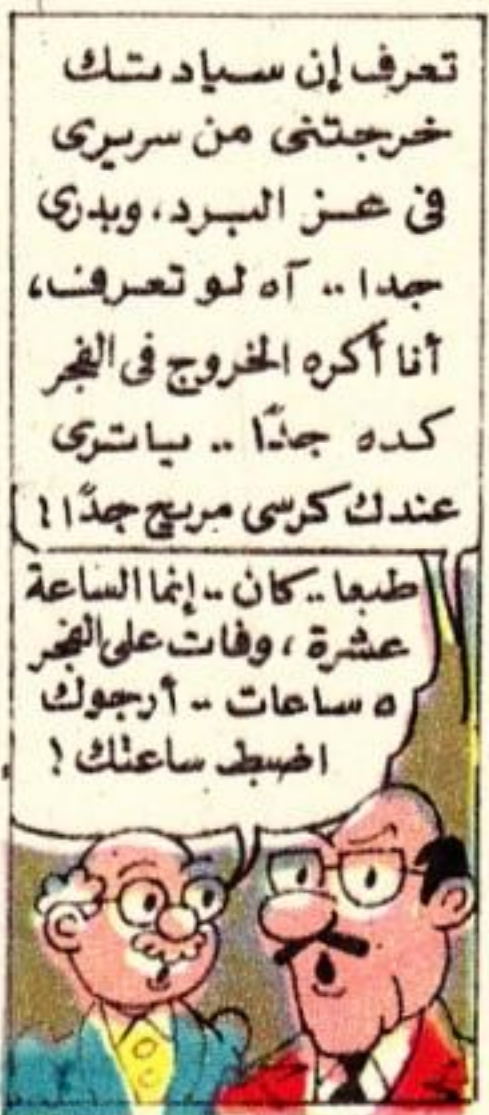 تعرف إن سيادتك
خرجتنى من سريرى
فى عز البرد، وبدرى
جدا .. آه لو تعرف،
أنا أكره الخروج فى الفجر
كده جدًا .. ياترى
عندك كرسى مريح جدًا!
طبعا .. كان .. إنما الساعة
عشرة، وفات على الفجر
٥ ساعات .. أرجوك
اضبط ساعتك!